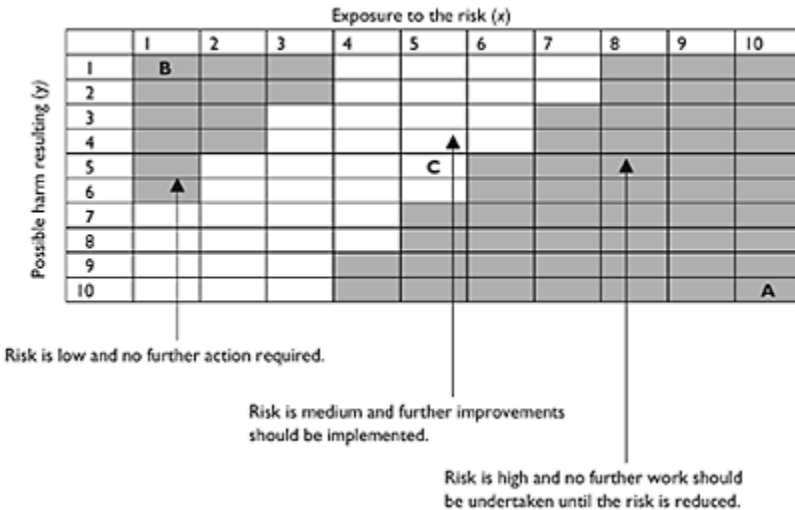 Exposure to the risk (x)
1 2 3 4 5 6 7 8 9 10
Possible harm resulting (y)
1 B
2
3
4
5 C
6
7
8
9
10 A
Risk is low and no further action required.
Risk is medium and further improvements
should be implemented.
Risk is high and no further work should
be undertaken until the risk is reduced.